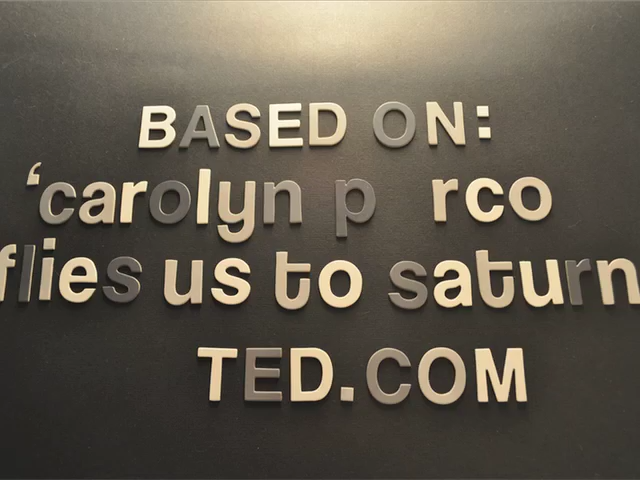 BASED ON:
‘carolyn p rco
flies us to saturn
TED.COM